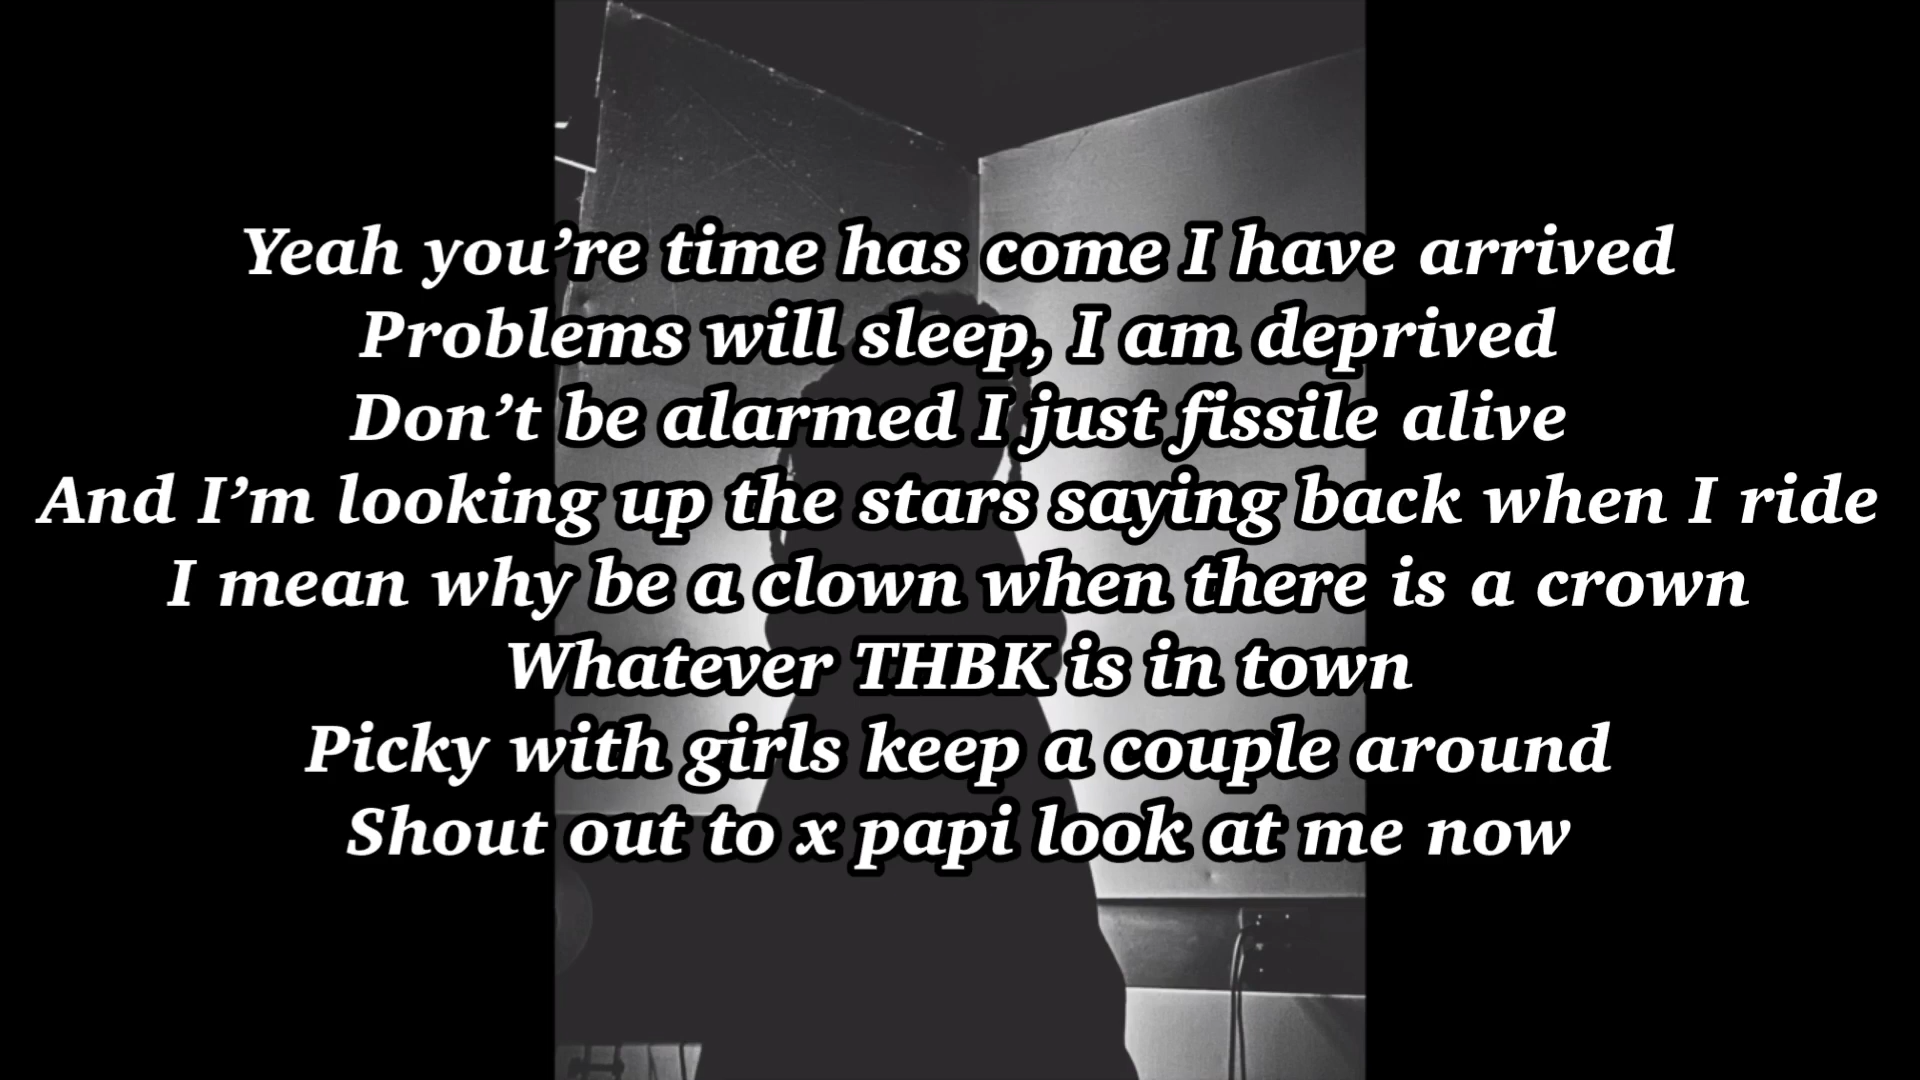 Yeah you’re time has come I have arrived
Problems will sleep, I am deprived
Don’t be alarmed I just fissile alive
And I’m looking up the stars saying back when I ride
I mean why be a clown when there is a crown
Whatever THBK is in town
Picky with girls keep a couple around
Shout out to x papi look at me now